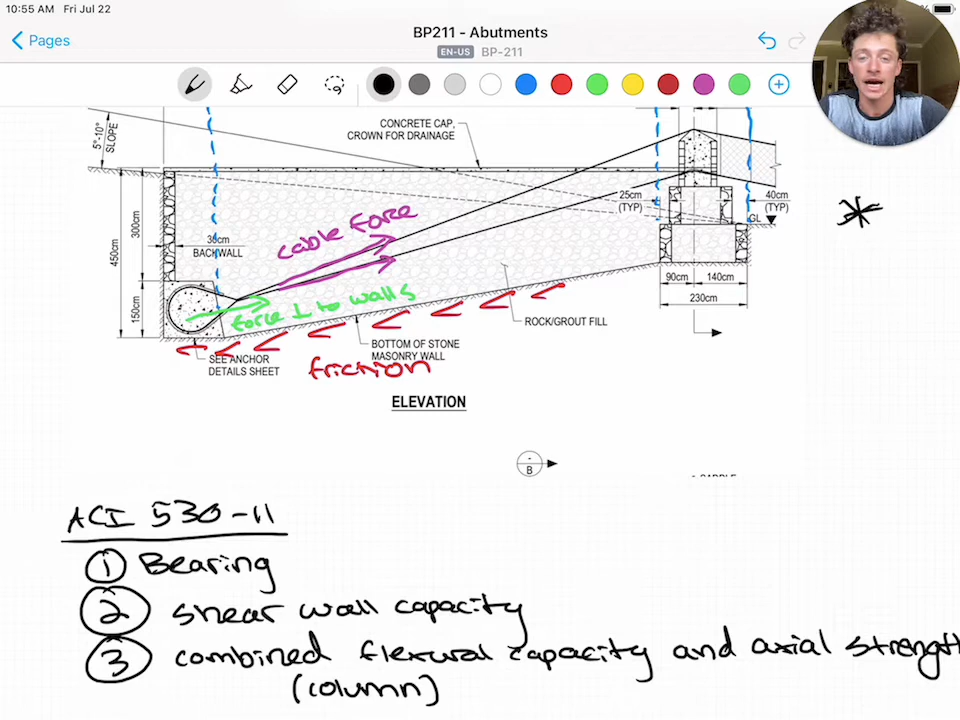 10:55 AM Fri Jul 22
Pages
BP211 - Abutments
EN-US BP-211
5°-10° SLOPE
CONCRETE CAP,
CROWN FOR DRAINAGE
450cm
300cm
150cm
30cm
BACKWALL
cable force
force ⊥ to walls
25cm
(TYP)
40cm
(TYP)
GL
90cm
140cm
230cm
ROCK/GROUT FILL
BOTTOM OF STONE
MASONRY WALL
SEE ANCHOR
DETAILS SHEET
friction
ELEVATION
-
B
ACI 530-11
1 Bearing
2 shear wall capacity
3 combined flexural capacity and axial strength
(column)